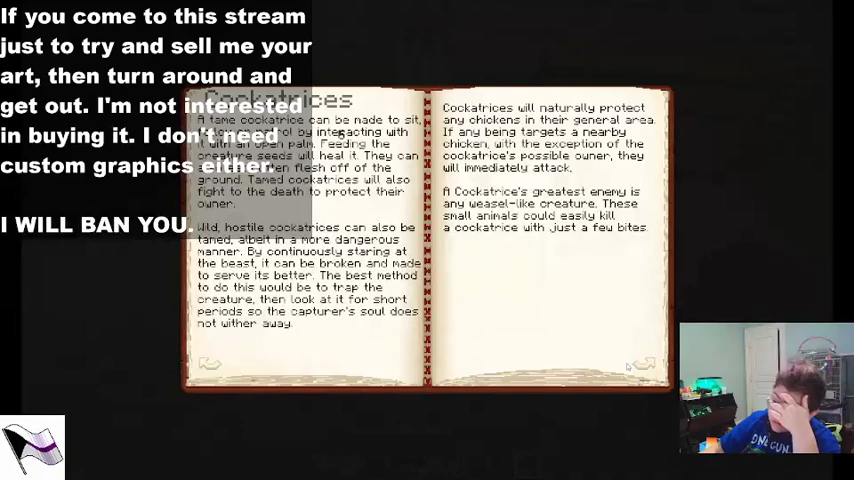 If you come to this stream
just to try and sell me your
art, then turn around and
get out. I'm not interested
in buying it. I don't need
custom graphics either.
I WILL BAN YOU.
Cockatrices
A tame cockatrice can be made to sit,
or patrol by interacting with
it with an open palm. Feeding the
creature seeds will heal it. They can
flesh off of the
ground. Tamed cockatrices will also
fight to the death to protect their
owner.
Wild, hostile cockatrices can also be
tamed, albeit in a more dangerous
manner. By continuously staring at
the beast, it can be broken and made
to serve its better. The best method
to do this would be to trap the
creature, then look at it for short
periods so the capturer's soul does
not wither away.
Cockatrices will naturally protect
any chickens in their general area.
If any being targets a nearby
chicken, with the exception of the
cockatrice's possible owner, they
will immediately attack.
A Cockatrice's greatest enemy is
any weasel-like creature. These
small animals could easily kill
a cockatrice with just a few bites.